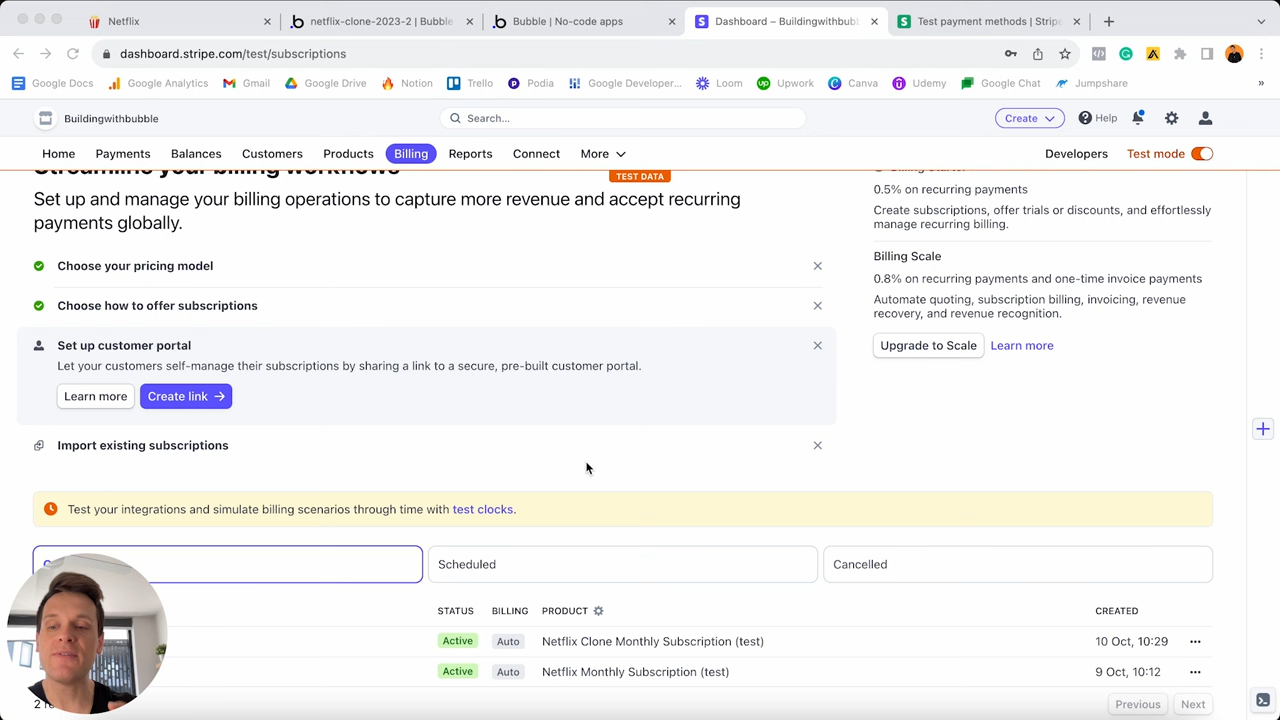 Netflix
netflix-clone-2023-2 | Bubble
Bubble | No-code apps
Dashboard – Buildingwithbubb
Test payment methods | Stripe
dashboard.stripe.com/test/subscriptions
Google Docs
Google Analytics
Gmail
Google Drive
Notion
Trello
Podia
Google Developer...
Loom
Upwork
Canva
Udemy
Google Chat
Jumpshare
Buildingwithbubble
Search...
Create
Help
Home
Payments
Balances
Customers
Products
Billing
Reports
Connect
More
Developers
Test mode
Streamline your billing workflows
TEST DATA
Set up and manage your billing operations to capture more revenue and accept recurring
payments globally.
Choose your pricing model
Choose how to offer subscriptions
Set up customer portal
Let your customers self-manage their subscriptions by sharing a link to a secure, pre-built customer portal.
Learn more
Create link →
Import existing subscriptions
Billing Starter
0.5% on recurring payments
Create subscriptions, offer trials or discounts, and effortlessly
manage recurring billing.
Billing Scale
0.8% on recurring payments and one-time invoice payments
Automate quoting, subscription billing, invoicing, revenue
recovery, and revenue recognition.
Upgrade to Scale
Learn more
Test your integrations and simulate billing scenarios through time with test clocks.
Scheduled
Cancelled
STATUS
BILLING
PRODUCT
CREATED
Active
Auto
Netflix Clone Monthly Subscription (test)
10 Oct, 10:29
Active
Auto
Netflix Monthly Subscription (test)
9 Oct, 10:12
Previous
Next